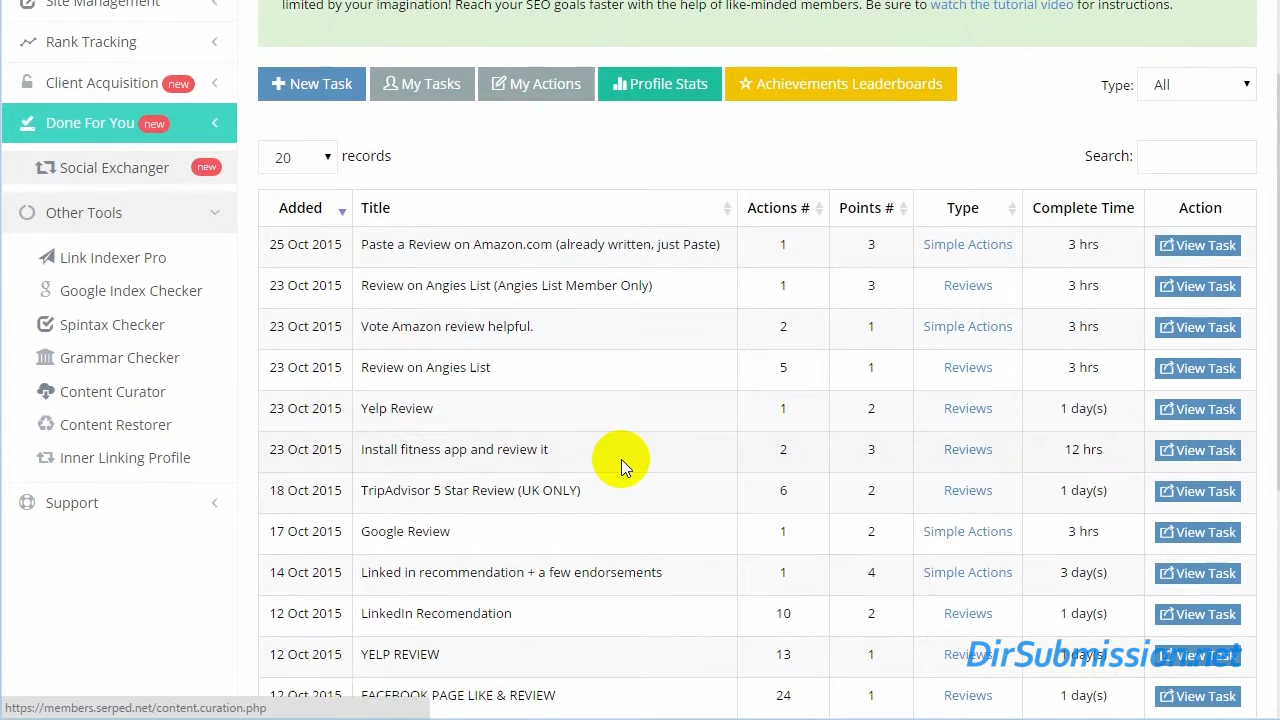 Site Management
limited by your imagination! Reach your SEO goals faster with the help of like-minded members. Be sure to watch the tutorial video for instructions.
Rank Tracking
Client Acquisition new
Done For You new
Social Exchanger new
Other Tools
Link Indexer Pro
Google Index Checker
Spintax Checker
Grammar Checker
Content Curator
Content Restorer
Inner Linking Profile
Support
New Task My Tasks My Actions Profile Stats Achievements Leaderboards Type: All
20 records Search:
Added Title Actions # Points # Type Complete Time Action
25 Oct 2015 Paste a Review on Amazon.com (already written, just Paste) 1 3 Simple Actions 3 hrs View Task
23 Oct 2015 Review on Angies List (Angies List Member Only) 1 3 Reviews 3 hrs View Task
23 Oct 2015 Vote Amazon review helpful. 2 1 Simple Actions 3 hrs View Task
23 Oct 2015 Review on Angies List 5 1 Reviews 3 hrs View Task
23 Oct 2015 Yelp Review 1 2 Reviews 1 day(s) View Task
23 Oct 2015 Install fitness app and review it 2 3 Reviews 12 hrs View Task
18 Oct 2015 TripAdvisor 5 Star Review (UK ONLY) 6 2 Reviews 1 day(s) View Task
17 Oct 2015 Google Review 1 2 Simple Actions 3 hrs View Task
14 Oct 2015 Linked in recommendation + a few endorsements 1 4 Simple Actions 3 day(s) View Task
12 Oct 2015 LinkedIn Recomendation 10 2 Reviews 1 day(s) View Task
12 Oct 2015 YELP REVIEW 13 1 Reviews 1 day(s) View Task
DirSubmission.net
12 Oct 2015 FACEBOOK PAGE LIKE & REVIEW 24 1 Reviews 1 day(s) View Task
https://members.serped.net/content.curation.php